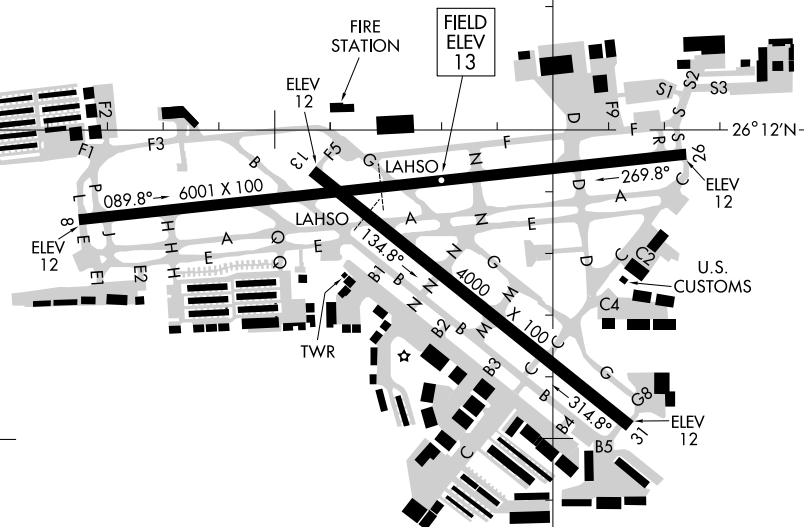 FIRE
STATION
FIELD
ELEV
13
ELEV
12
S1
S2
S3
F2
F9
D
F
S
S
R
26°12'N
F1
F3
B
13
F5
G
N
F
LAHSO
26
269.8°
089.8°
6001 X 100
P
L
J
8
E
ELEV
12
D
A
C
ELEV
12
LAHSO
A
N
E
H
H
H
H
A
E
Q
Q
E
134.8°
D
C
C2
E1
E2
B1
B
N
N
Z
4000 X 100
G
M
U.S.
CUSTOMS
C4
TWR
B2
B
M
C
B3
C
B
G
G8
314.8°
B4
31
ELEV
12
B5
C